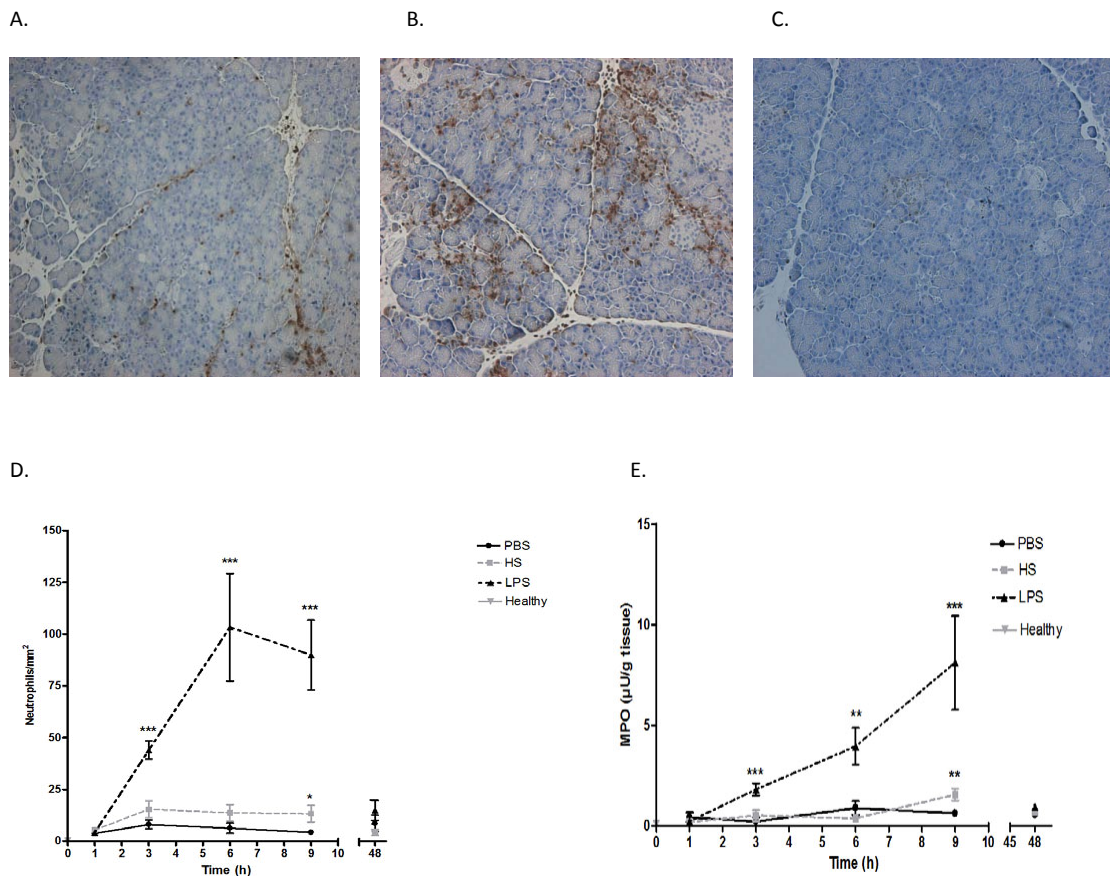 A.
B.
C.
D.
E.
150
125
100
75
50
25
0
Neutrophils/mm²
***
***
***
*
0 1 2 3 4 5 6 7 8 9 10 48
Time (h)
PBS
HS
LPS
Healthy
15
10
5
0
MPO (µU/g tissue)
***
**
***
**
0 1 2 3 4 5 6 7 8 9 10 45 48
Time (h)
PBS
HS
LPS
Healthy